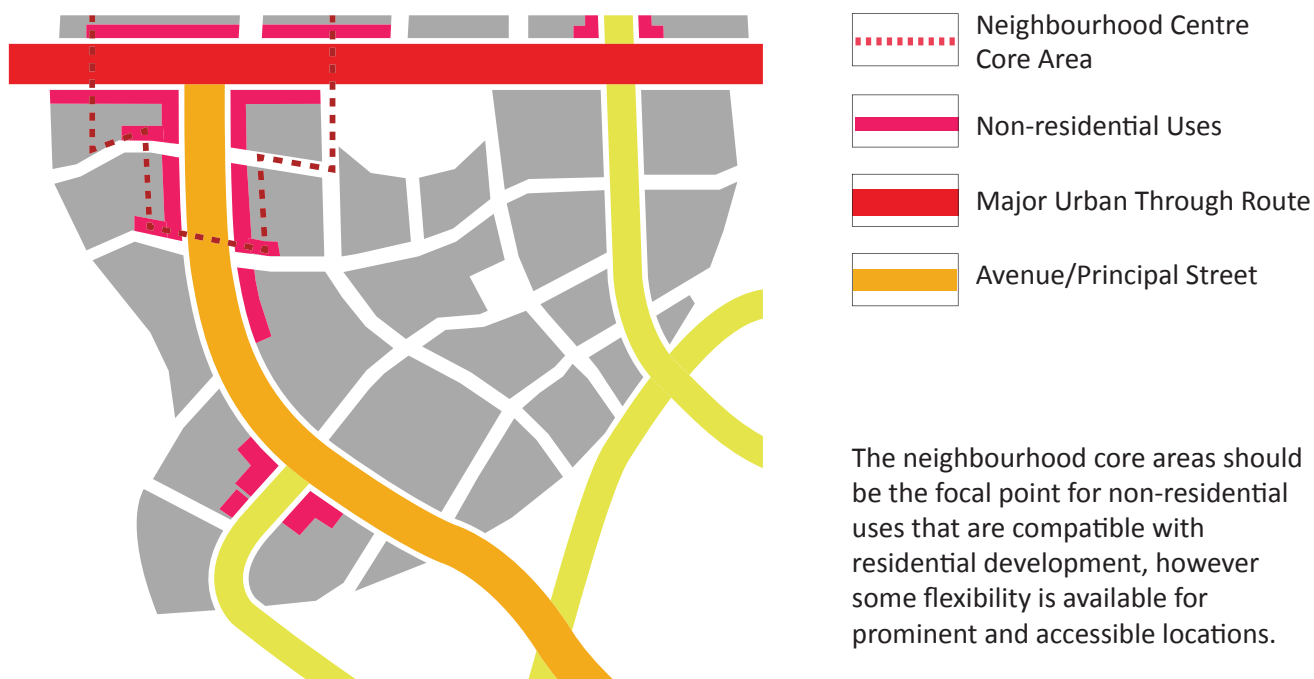 Neighbourhood Centre
Core Area
Non-residential Uses
Major Urban Through Route
Avenue/Principal Street
The neighbourhood core areas should
be the focal point for non-residential
uses that are compatible with
residential development, however
some flexibility is available for
prominent and accessible locations.